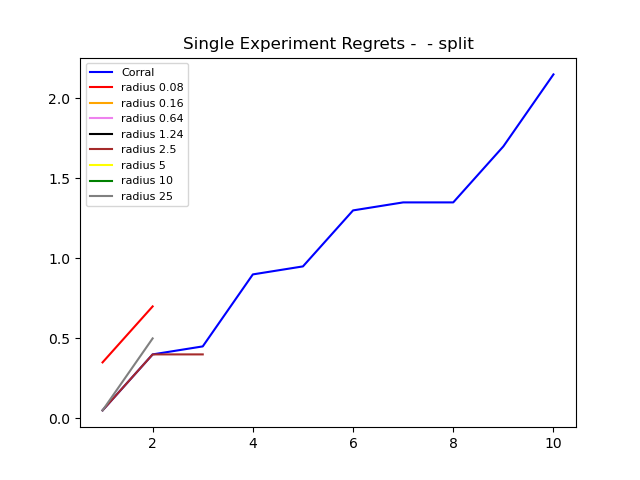 Single Experiment Regrets -  - split
Corral
radius 0.08
radius 0.16
radius 0.64
radius 1.24
radius 2.5
radius 5
radius 10
radius 25
2.0
1.5
1.0
0.5
0.0
2
4
6
8
10